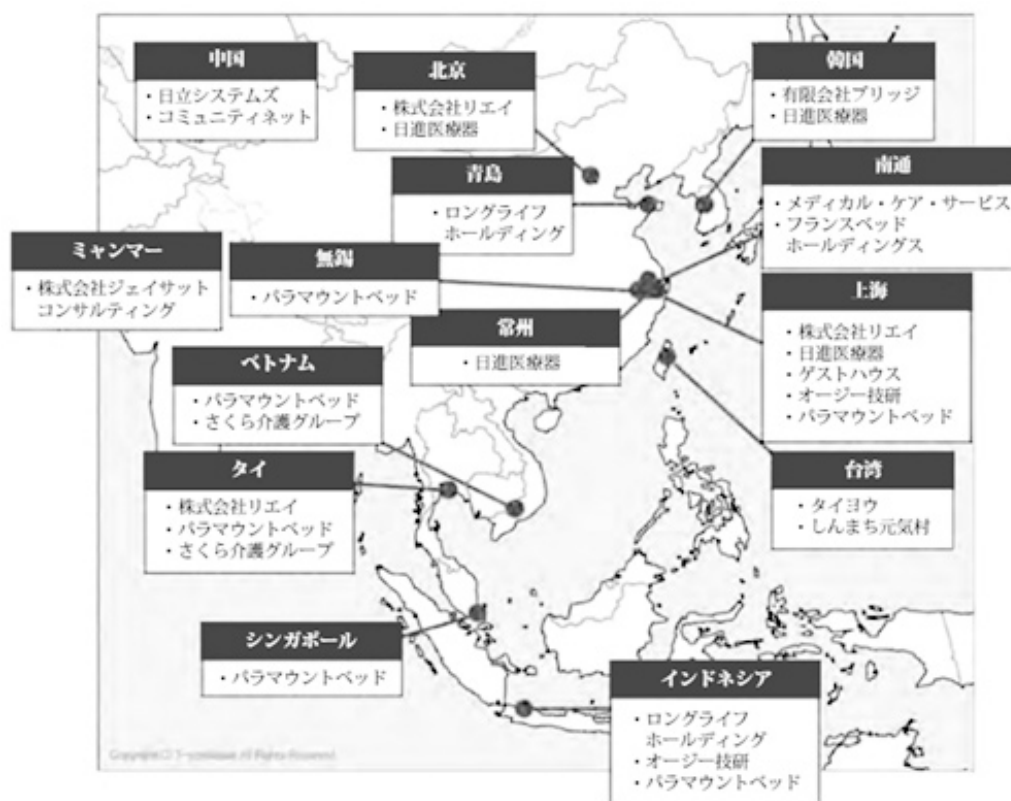 中国
・日立システムズ
・コミュニティネット
北京
・株式会社リエイ
・日進医療器
韓国
・有限会社ブリッジ
・日進医療器
青島
・ロングライフ
ホールディング
南通
・メディカル・ケア・サービス
・フランスベッド
ホールディングス
ミャンマー
・株式会社ジェイサット
コンサルティング
無錫
・パラマウントベッド
上海
・株式会社リエイ
・日進医療器
・ゲストハウス
・オージー技研
・パラマウントベッド
常州
・日進医療器
ベトナム
・パラマウントベッド
・さくら介護グループ
タイ
・株式会社リエイ
・パラマウントベッド
・さくら介護グループ
台湾
・タイヨウ
・しんまち元気村
シンガポール
・パラマウントベッド
インドネシア
・ロングライフ
ホールディング
・オージー技研
・パラマウントベッド
All Rights Reserved.